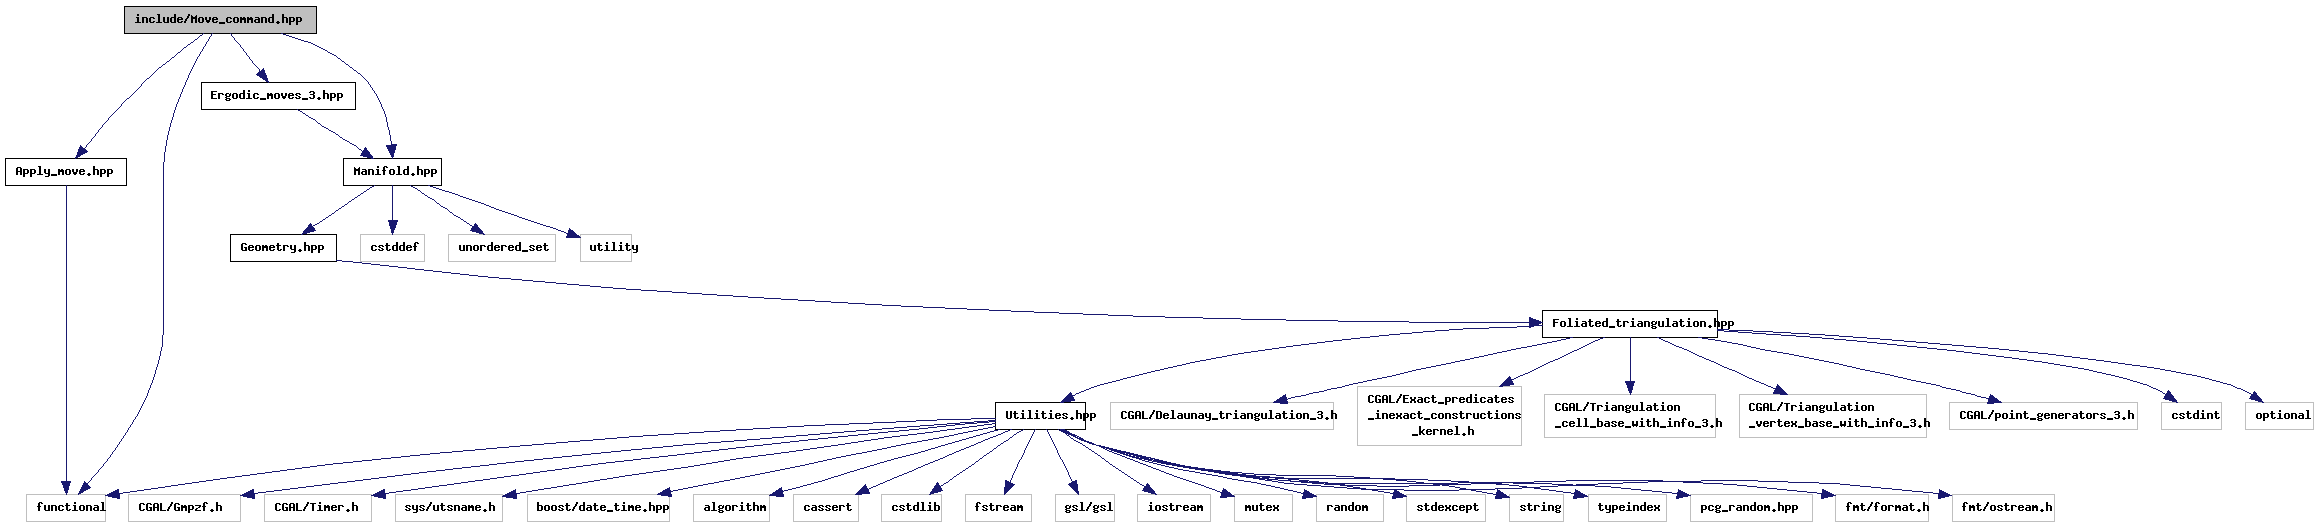 include/Move_command.hpp
Ergodic_moves_3.hpp
Apply_move.hpp
Manifold.hpp
Geometry.hpp
cstddef
unordered_set
utility
Foliated_triangulation.hpp
Utilities.hpp
CGAL/Delaunay_triangulation_3.h
CGAL/Exact_predicates
_inexact_constructions
_kernel.h
CGAL/Triangulation
_cell_base_with_info_3.h
CGAL/Triangulation
_vertex_base_with_info_3.h
CGAL/point_generators_3.h
cstdint
optional
functional
CGAL/Gmpzf.h
CGAL/Timer.h
sys/utsname.h
boost/date_time.hpp
algorithm
cassert
cstdlib
fstream
gsl/gsl
iostream
mutex
random
stdexcept
string
typeindex
pcg_random.hpp
fmt/format.h
fmt/ostream.h